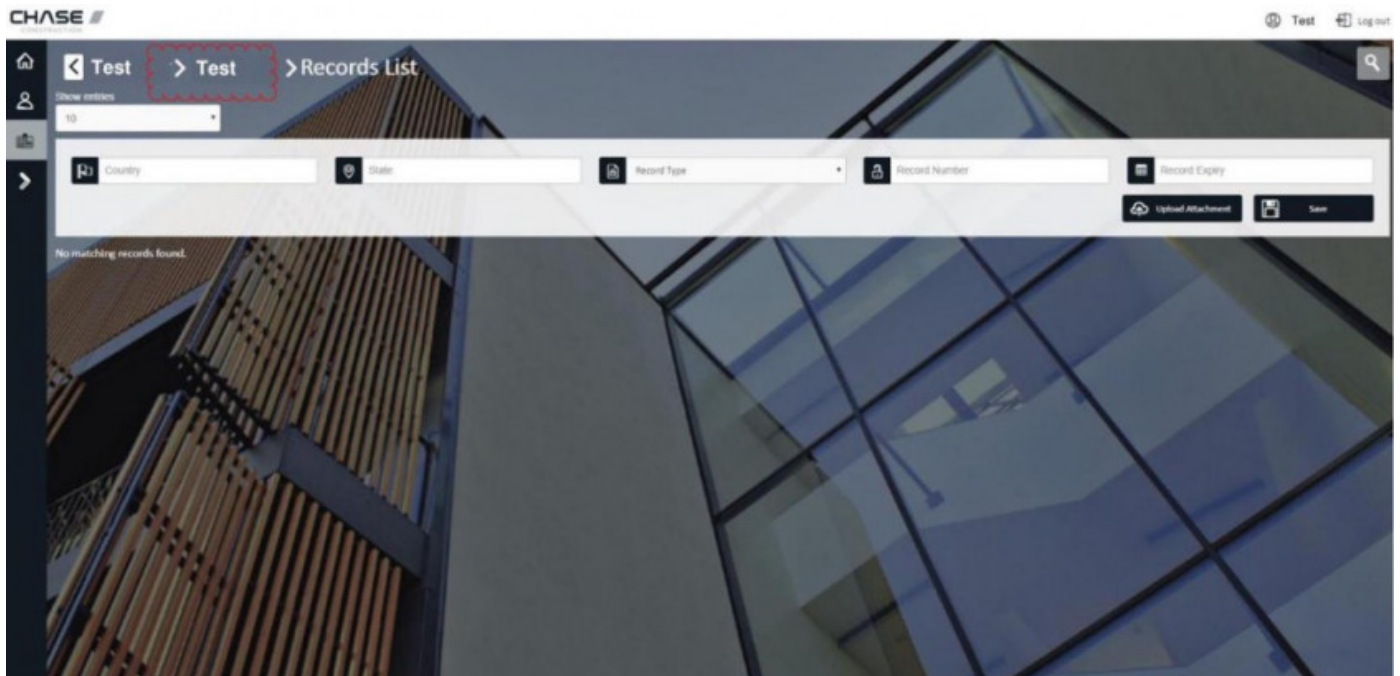 CHASE
CONSTRUCTION
Test
Log out
Test > Test > Records List
Show entries
10
Country
State
Record Type
Record Number
Record Expiry
Upload Attachment
Save
No matching records found.